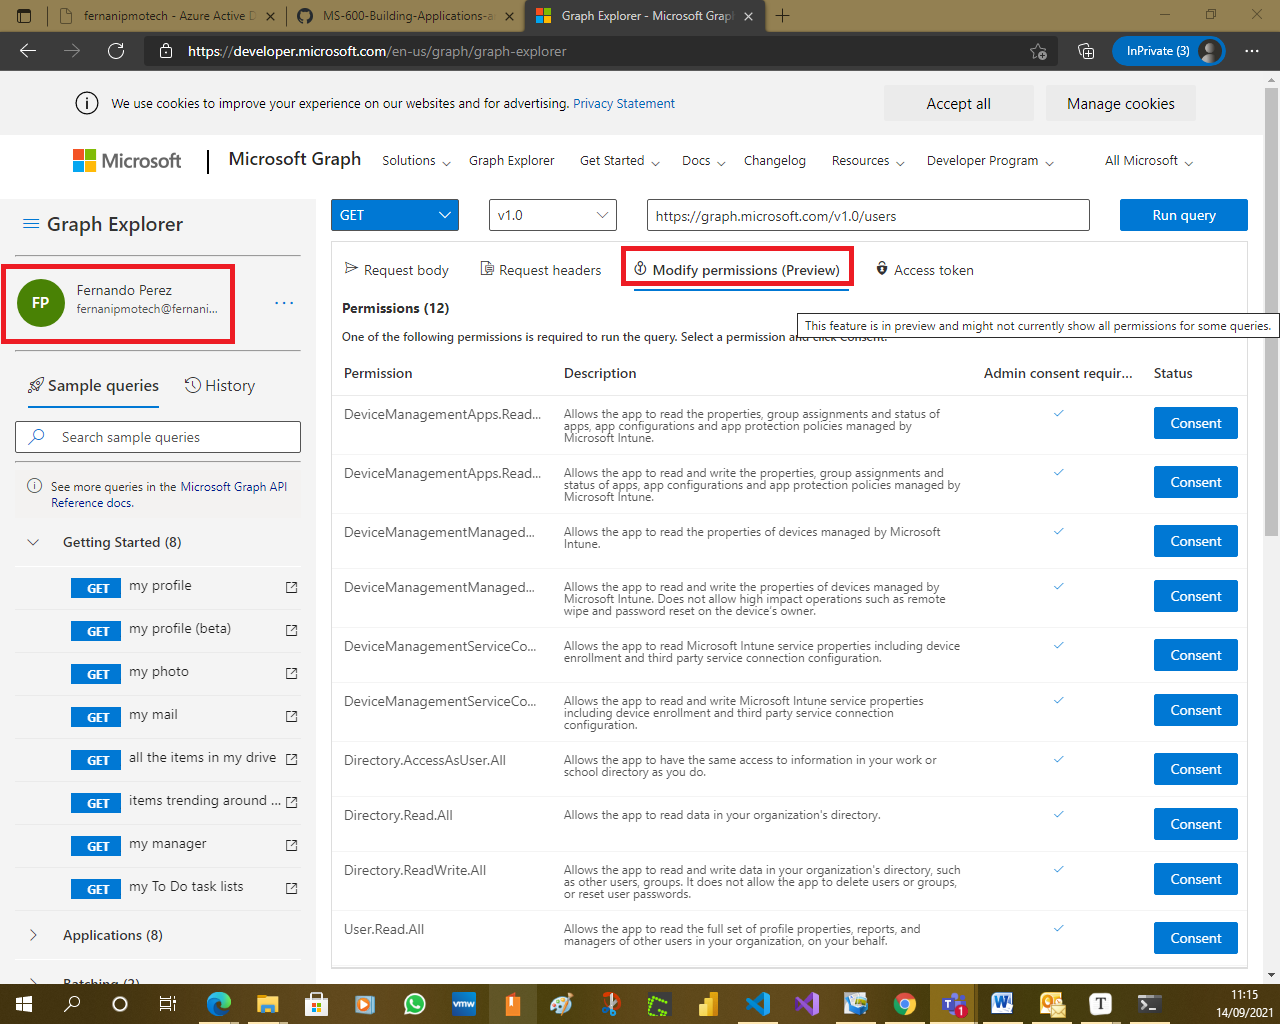 fernanipmotech - Azure Active D
MS-600-Building-Applications-a
Graph Explorer - Microsoft Grap
https://developer.microsoft.com/en-us/graph/graph-explorer
InPrivate (3)
We use cookies to improve your experience on our websites and for advertising. Privacy Statement
Accept all
Manage cookies
Microsoft
Microsoft Graph
Solutions
Graph Explorer
Get Started
Docs
Changelog
Resources
Developer Program
All Microsoft
Graph Explorer
GET
v1.0
https://graph.microsoft.com/v1.0/users
Run query
FP
Fernando Perez
fernanipmotech@fernani...
Sample queries
History
Search sample queries
See more queries in the Microsoft Graph API
Reference docs.
Getting Started (8)
GET my profile
GET my profile (beta)
GET my photo
GET my mail
GET all the items in my drive
GET items trending around ...
GET my manager
GET my To Do task lists
Applications (8)
Batching (2)
Request body
Request headers
Modify permissions (Preview)
Access token
Permissions (12)
This feature is in preview and might not currently show all permissions for some queries.
One of the following permissions is required to run the query. Select a permission and click Consent.
Permission
Description
Admin consent requir...
Status
DeviceManagementApps.Read...
Allows the app to read the properties, group assignments and status of
apps, app configurations and app protection policies managed by
Microsoft Intune.
Consent
DeviceManagementApps.Read...
Allows the app to read and write the properties, group assignments and
status of apps, app configurations and app protection policies managed by
Microsoft Intune.
Consent
DeviceManagementManaged...
Allows the app to read the properties of devices managed by Microsoft
Intune.
Consent
DeviceManagementManaged...
Allows the app to read and write the properties of devices managed by
Microsoft Intune. Does not allow high impact operations such as remote
wipe and password reset on the device's owner.
Consent
DeviceManagementServiceCo...
Allows the app to read Microsoft Intune service properties including device
enrollment and third party service connection configuration.
Consent
DeviceManagementServiceCo...
Allows the app to read and write Microsoft Intune service properties
including device enrollment and third party service connection
configuration.
Consent
Directory.AccessAsUser.All
Allows the app to have the same access to information in your work or
school directory as you do.
Consent
Directory.Read.All
Allows the app to read data in your organization's directory.
Consent
Directory.ReadWrite.All
Allows the app to read and write data in your organization's directory, such
as other users, groups. It does not allow the app to delete users or groups,
or reset user passwords.
Consent
User.Read.All
Allows the app to read the full set of profile properties, reports, and
managers of other users in your organization, on your behalf.
Consent
vmw
1
T
11:15
14/09/2021